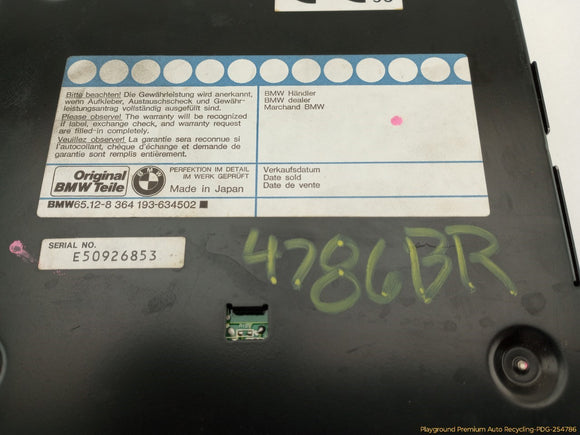 Bitte beachten! Die Gewährleistung wird anerkannt,
wenn Aufkleber, Austauschscheck und Gewähr-
leistungsantrag vollständig ausgefüllt sind.
Please observe! The warranty will be recognized
if label, exchange check, and warranty request
are filled-in completely.
Veuillez observer! La garantie sera reconnue si
l'autocollant, chèque d'échange et demande de
garantie sont remplis entièrement.
BMW Händler
BMW dealer
Marchand BMW
Original
BMW Teile
BMW
PERFEKTION IM DETAIL
IM WERK GEPRÜFT
Made in Japan
Verkaufsdatum
Date sold
Date de vente
BMW65.12-8 364 193-634502
SERIAL NO.
E50926853
4786BR
Playground Premium Auto Recycling-PDG-254786